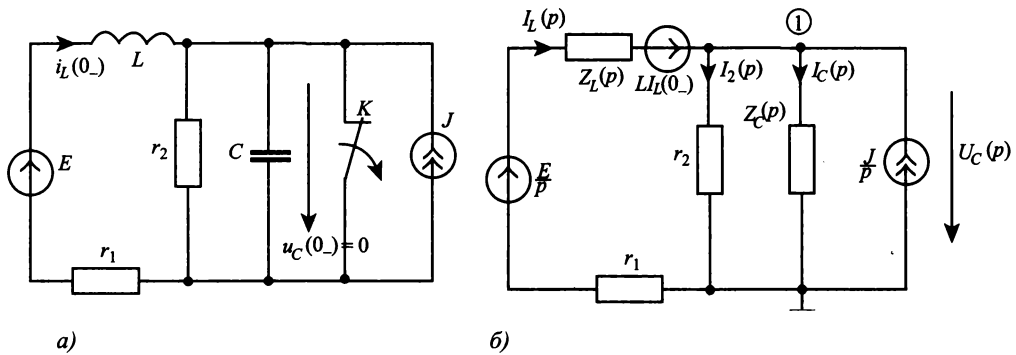 i_L(0_)
L
E
r_2
C
K
J
u_C(0_) = 0
r_1
а)
I_L(p)
Z_L(p)
LI_L(0_)
1
I_2(p)
I_C(p)
Z_C(p)
E/p
r_2
J/p
U_C(p)
r_1
б)